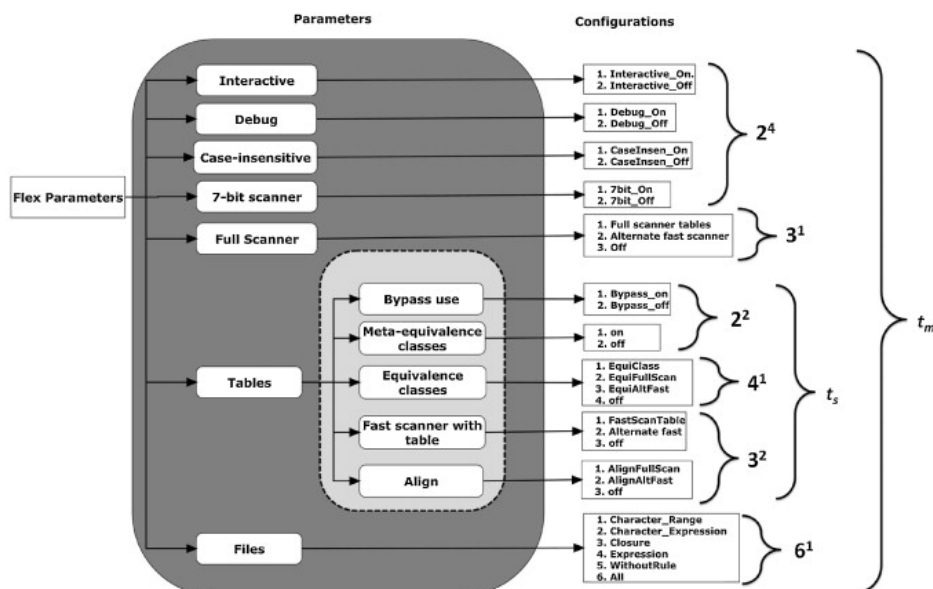 Parameters
Configurations
Flex Parameters
Interactive
1. Interactive_On.
2. Interactive_Off
Debug
1. Debug_On
2. Debug_Off
Case-insensitive
1. CaseInsen_On
2. CaseInsen_Off
7-bit scanner
1. 7bit_On
2. 7bit_Off
2⁴
Full Scanner
1. Full scanner tables
2. Alternate fast scanner
3. Off
3¹
Tables
Bypass use
1. Bypass_on
2. Bypass_off
Meta-equivalence
classes
1. on
2. off
2²
Equivalence
classes
1. EquiClass
2. EquiFullScan
3. EquiAltFast
4. off
4¹
Fast scanner with
table
1. FastScanTable
2. Alternate fast
3. off
Align
1. AlignFullScan
2. AlignAltFast
3. off
3²
tₛ
Files
1. Character_Range
2. Character_Expression
3. Closure
4. Expression
5. WithoutRule
6. All
6¹
tₘ